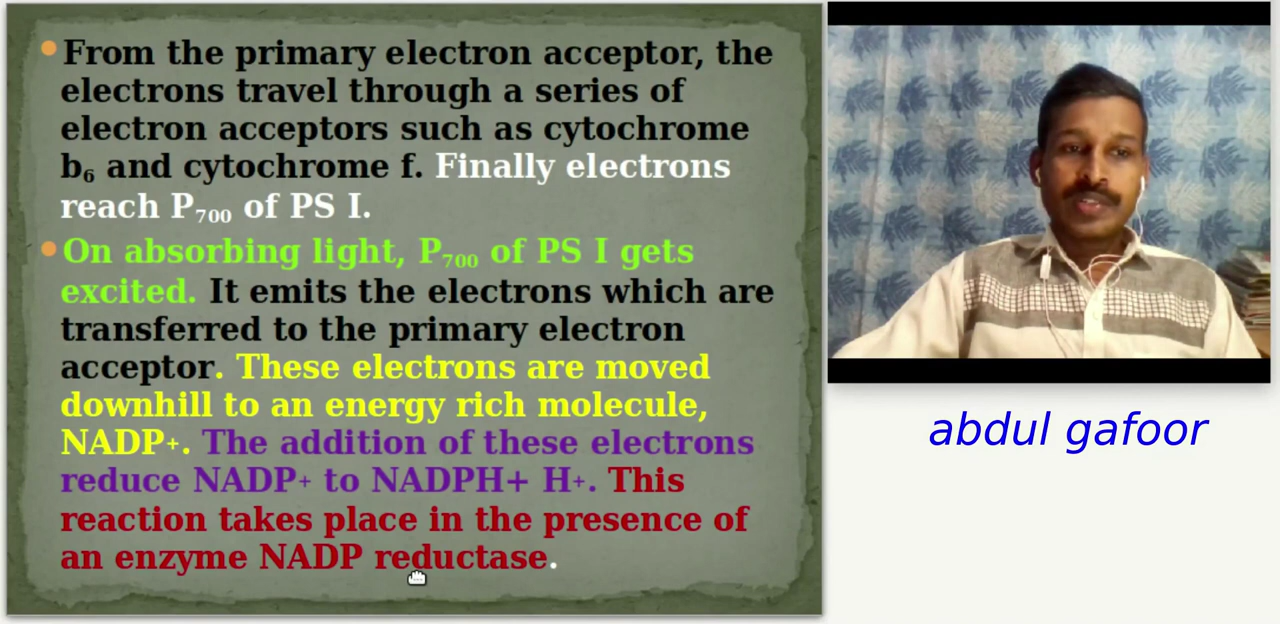 From the primary electron acceptor, the
electrons travel through a series of
electron acceptors such as cytochrome
b₆ and cytochrome f. Finally electrons
reach P₇₀₀ of PS I.
On absorbing light, P₇₀₀ of PS I gets
excited. It emits the electrons which are
transferred to the primary electron
acceptor. These electrons are moved
downhill to an energy rich molecule,
NADP⁺. The addition of these electrons
reduce NADP⁺ to NADPH+ H⁺. This
reaction takes place in the presence of
an enzyme NADP reductase.
abdul gafoor